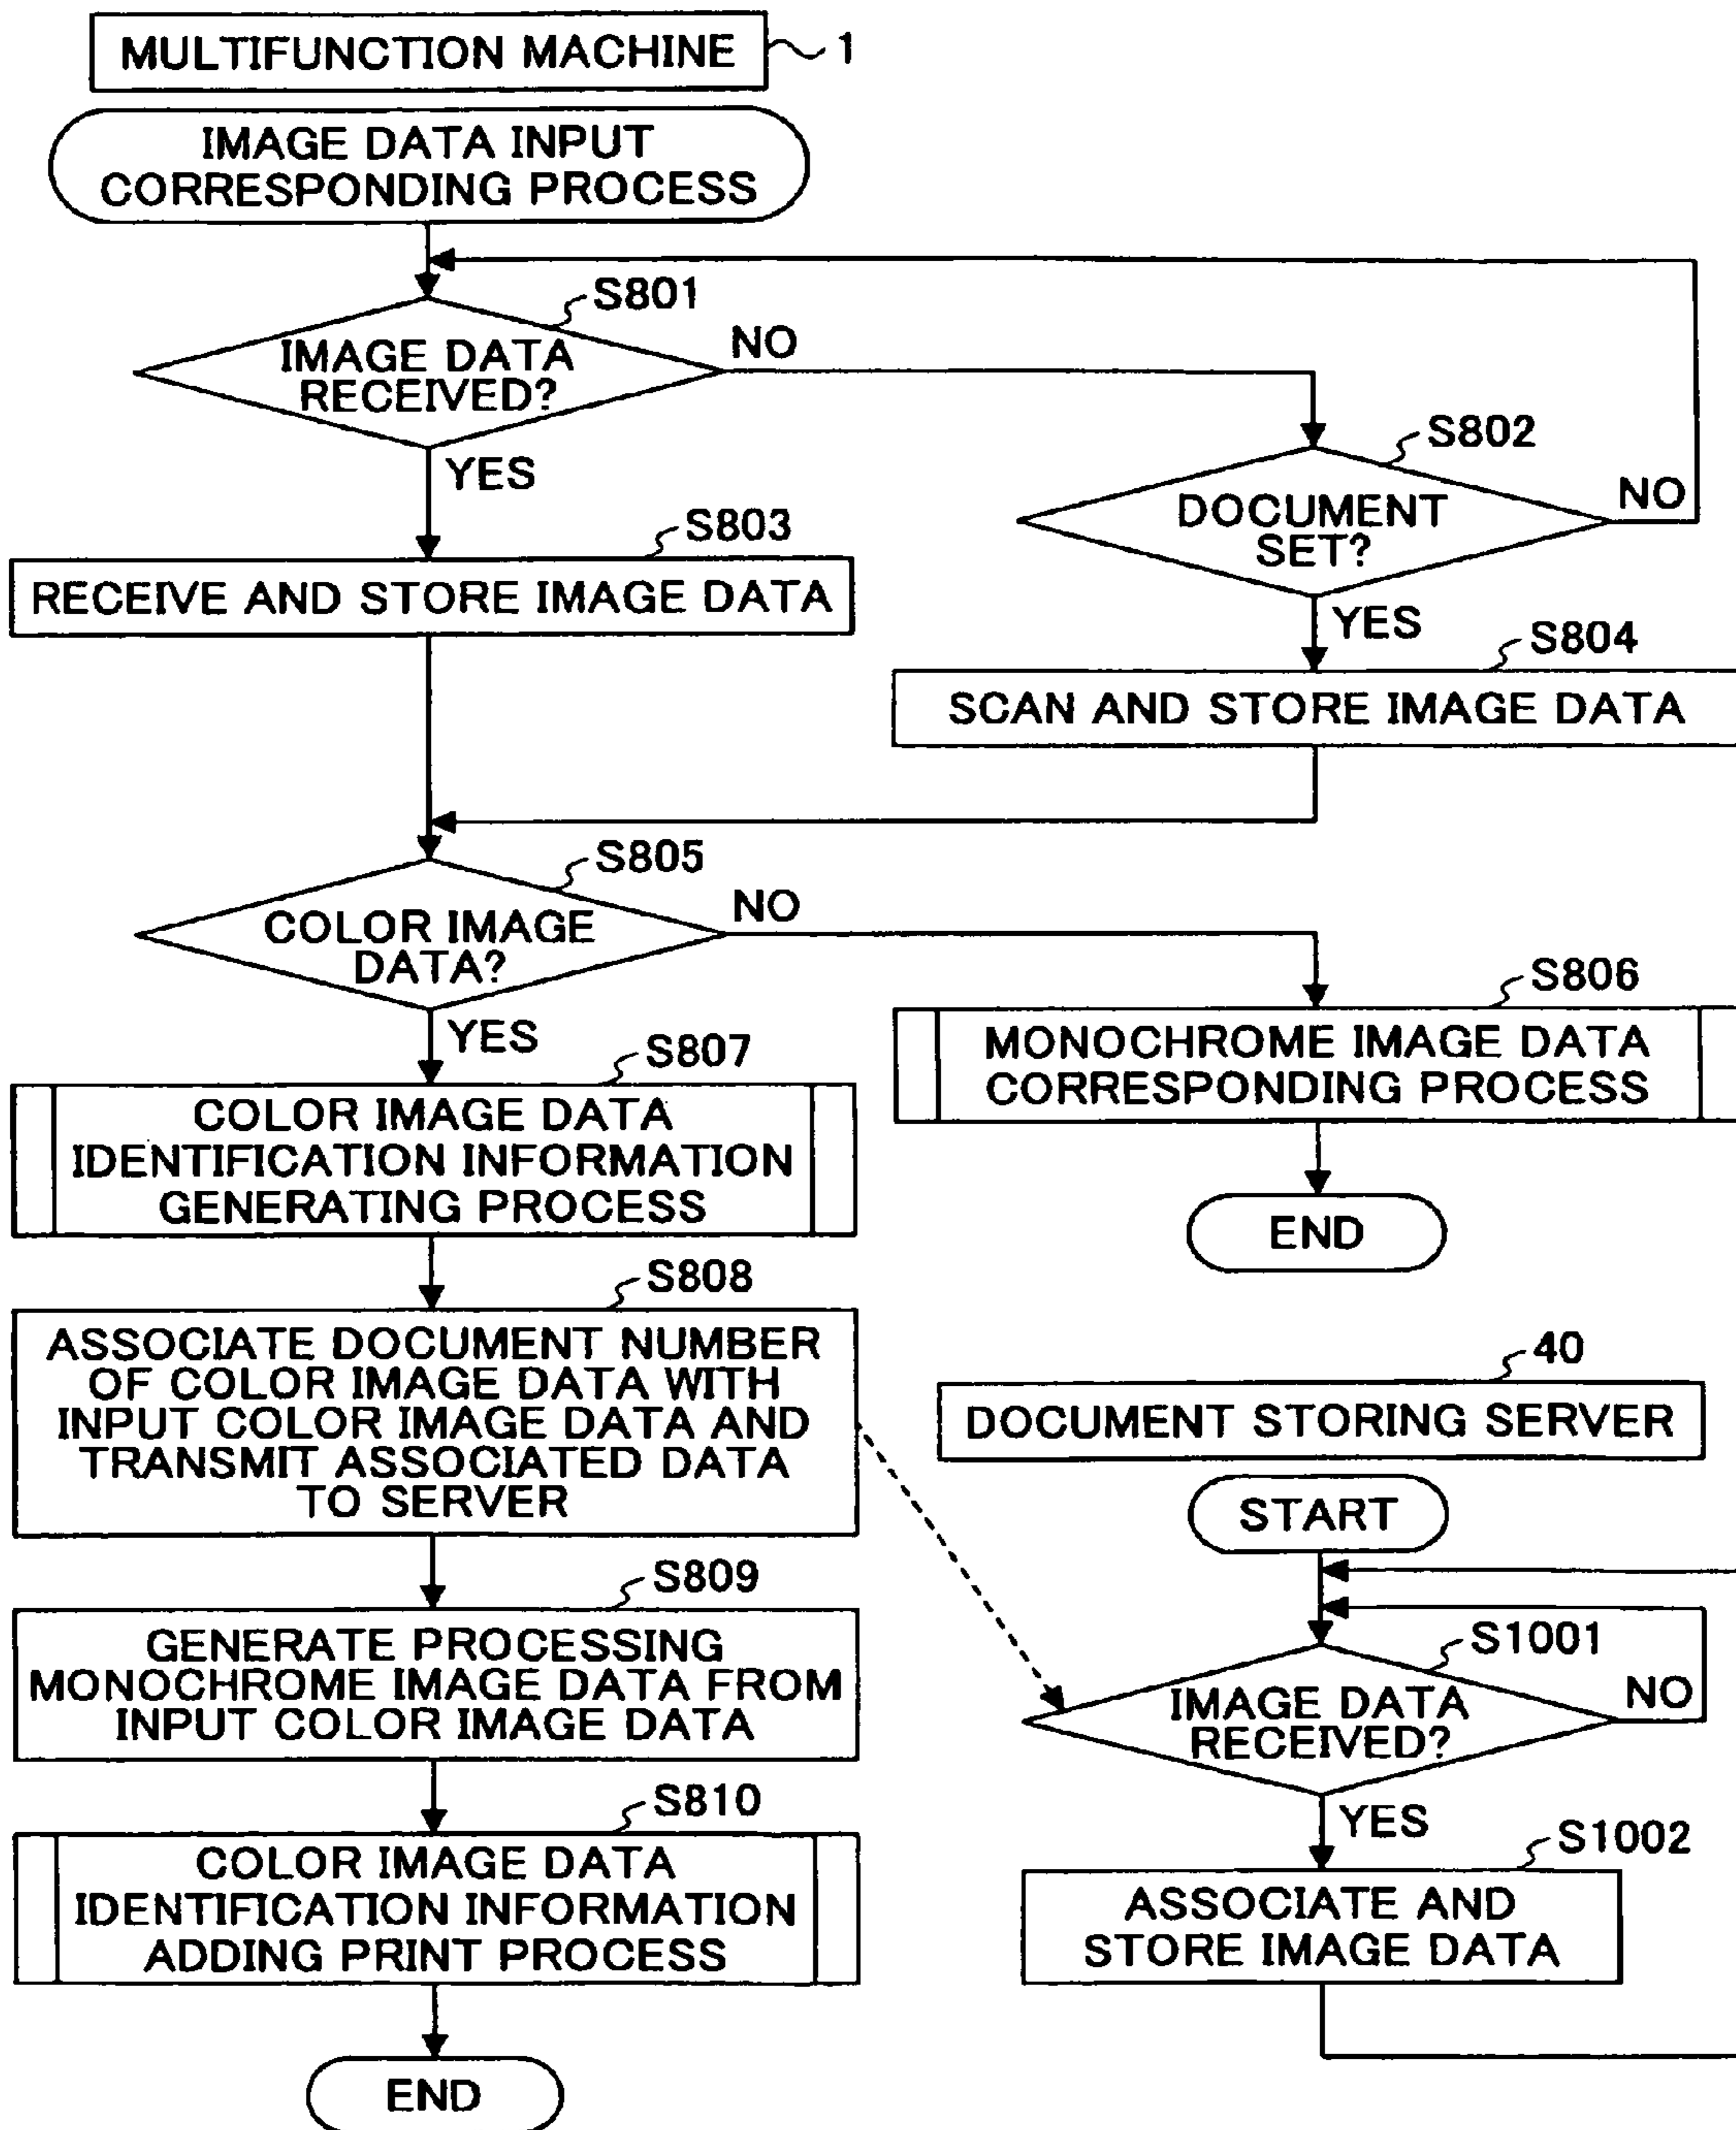 MULTIFUNCTION MACHINE
1
IMAGE DATA INPUT
CORRESPONDING PROCESS
S801
IMAGE DATA
RECEIVED?
NO
YES
S802
DOCUMENT
SET?
NO
YES
S803
RECEIVE AND STORE IMAGE DATA
S804
SCAN AND STORE IMAGE DATA
S805
COLOR IMAGE
DATA?
NO
YES
S806
MONOCHROME IMAGE DATA
CORRESPONDING PROCESS
END
S807
COLOR IMAGE DATA
IDENTIFICATION INFORMATION
GENERATING PROCESS
S808
ASSOCIATE DOCUMENT NUMBER
OF COLOR IMAGE DATA WITH
INPUT COLOR IMAGE DATA AND
TRANSMIT ASSOCIATED DATA
TO SERVER
S809
GENERATE PROCESSING
MONOCHROME IMAGE DATA FROM
INPUT COLOR IMAGE DATA
S810
COLOR IMAGE DATA
IDENTIFICATION INFORMATION
ADDING PRINT PROCESS
END
40
DOCUMENT STORING SERVER
START
S1001
IMAGE DATA
RECEIVED?
NO
YES
S1002
ASSOCIATE AND
STORE IMAGE DATA